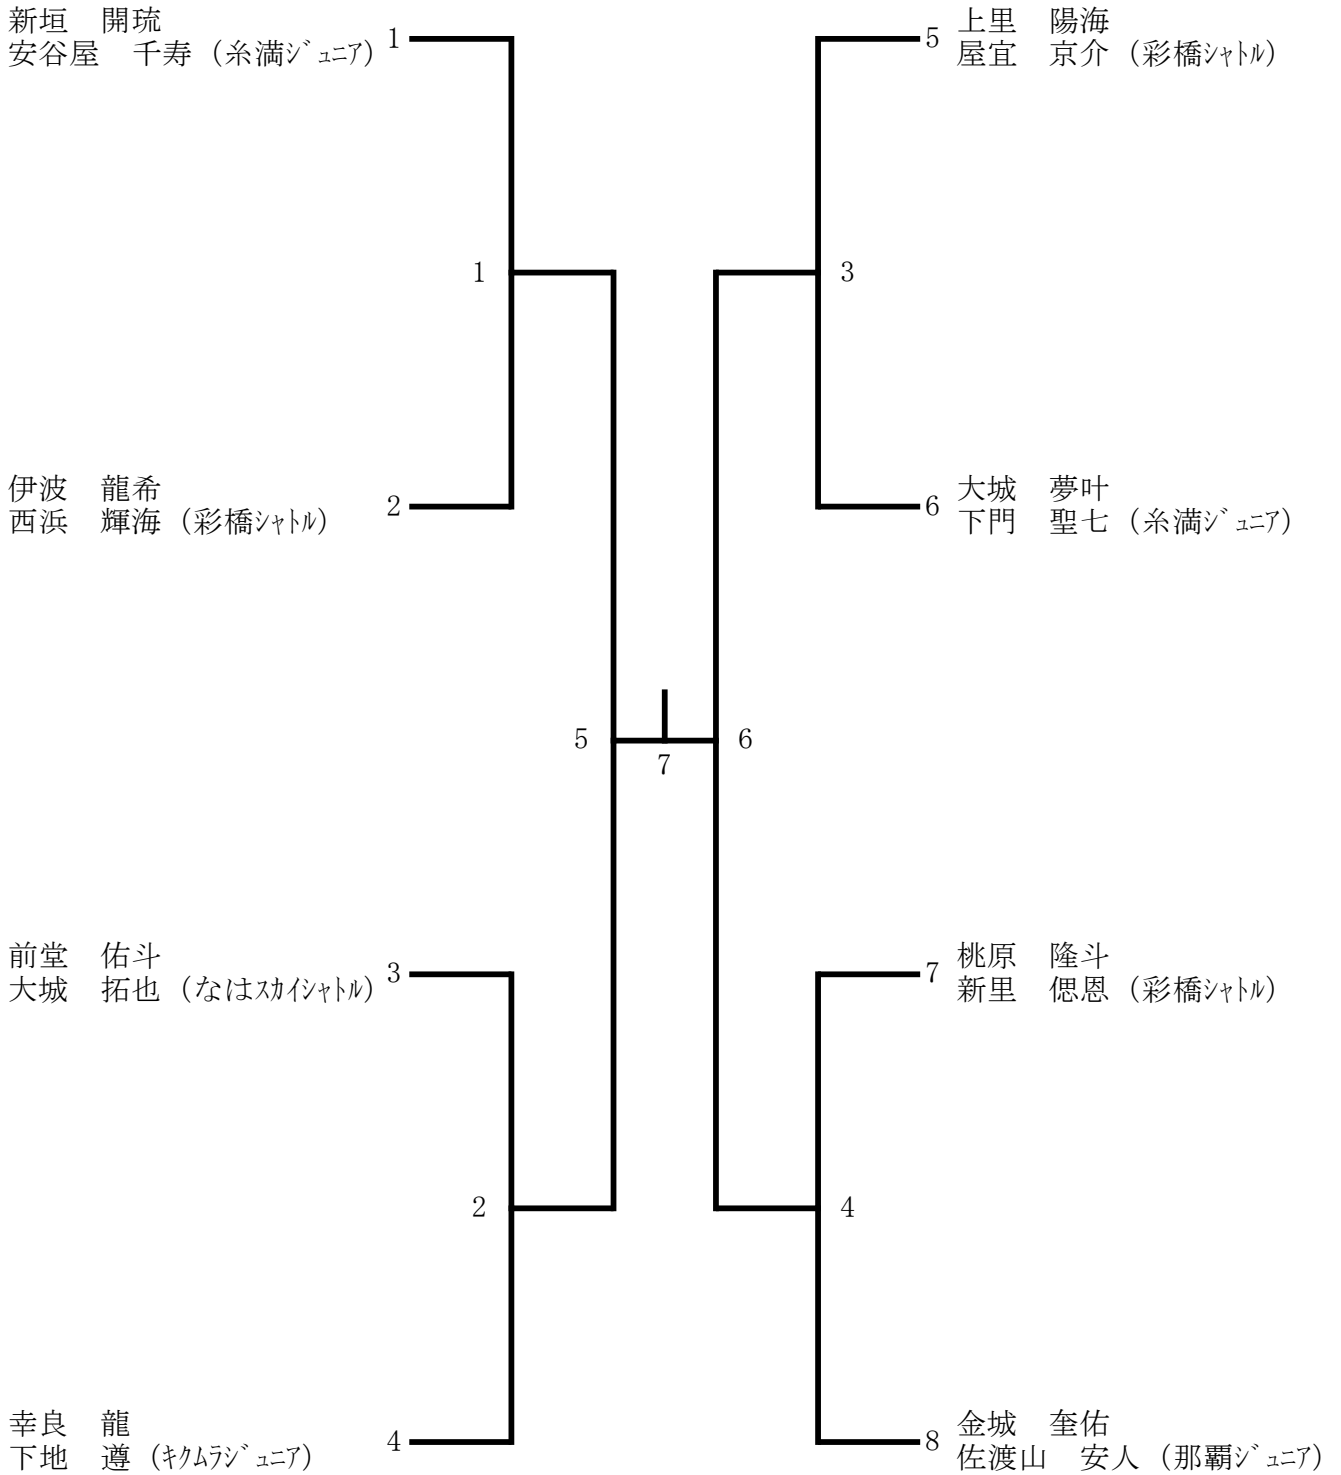 新垣　開琉
安谷屋　千寿（糸満ｼﾞｭﾆｱ）
1
伊波　龍希
西浜　輝海（彩橋ｼｬﾄﾙ）
2
前堂　佑斗
大城　拓也（なはｽｶｲｼｬﾄﾙ）
3
幸良　龍
下地　遵（ｷｸﾑﾗｼﾞｭﾆｱ）
4
1
2
5
7
6
3
4
5
上里　陽海
屋宜　京介（彩橋ｼｬﾄﾙ）
6
大城　夢叶
下門　聖七（糸満ｼﾞｭﾆｱ）
7
桃原　隆斗
新里　偲恩（彩橋ｼｬﾄﾙ）
8
金城　奎佑
佐渡山　安人（那覇ｼﾞｭﾆｱ）